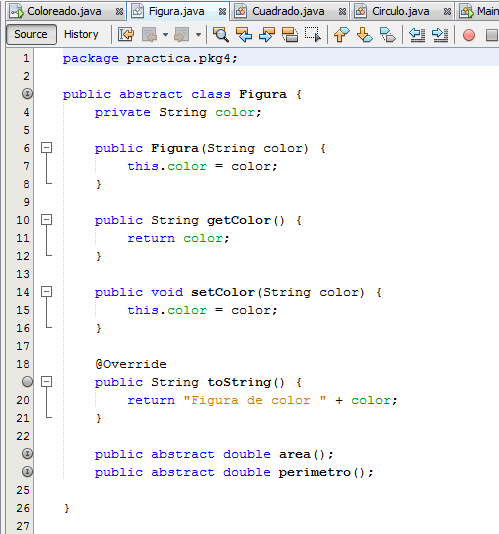 Coloreado.java Figura.java Cuadrado.java Circulo.java Main
Source History
1 package practica.pkg4;
2
public abstract class Figura {
4 private String color;
5
6 public Figura(String color) {
7 this.color = color;
8 }
9
10 public String getColor() {
11 return color;
12 }
13
14 public void setColor(String color) {
15 this.color = color;
16 }
17
18 @Override
public String toString() {
20 return "Figura de color " + color;
21 }
22
public abstract double area();
public abstract double perimetro();
25
26 }
27